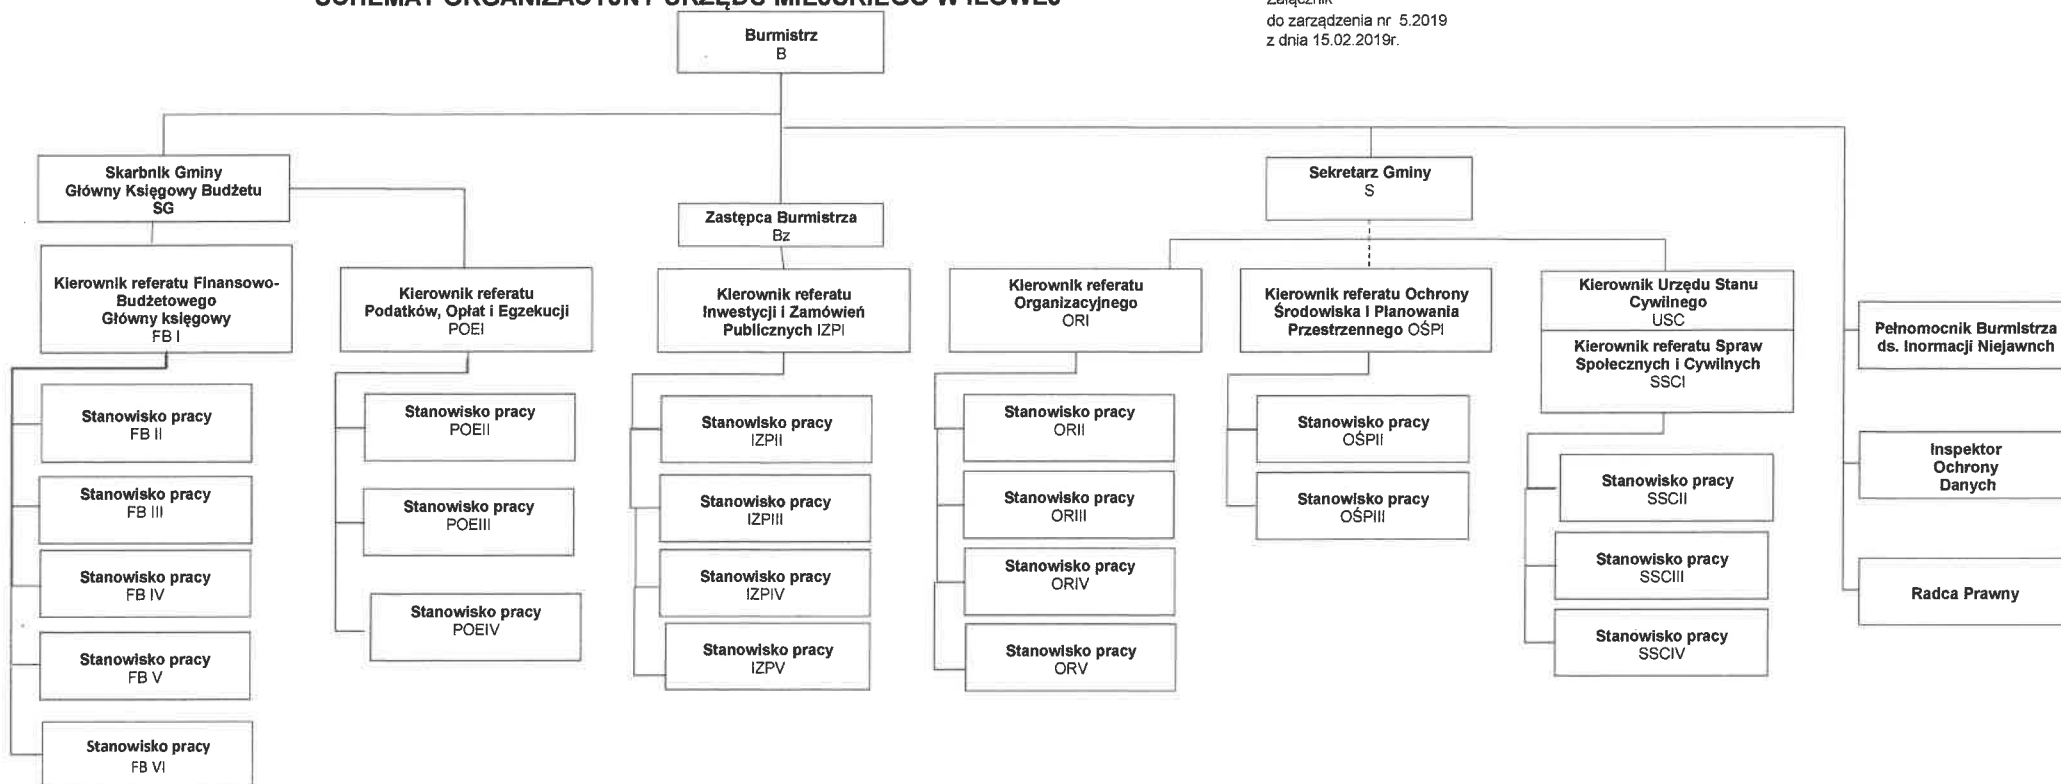 SCHEMAT ORGANIZACYJNY URZĘDU MIEJSKIEGO W IŁOWEJ
Załącznik
do zarządzenia nr 5.2019
z dnia 15.02.2019r.
Burmistrz
B
Skarbnik Gminy
Główny Księgowy Budżetu
SG
Zastępca Burmistrza
Bz
Sekretarz Gminy
S
Kierownik referatu Finansowo-
Budżetowego
Główny księgowy
FB I
Kierownik referatu
Podatków, Opłat i Egzekucji
POEI
Kierownik referatu
Inwestycji i Zamówień
Publicznych IZPI
Kierownik referatu
Organizacyjnego
ORI
Kierownik referatu Ochrony
Środowiska i Planowania
Przestrzennego OŚPI
Kierownik Urzędu Stanu
Cywilnego
USC
Kierownik referatu Spraw
Społecznych i Cywilnych
SSCI
Pełnomocnik Burmistrza
ds. Inormacji Niejawnch
Inspektor
Ochrony
Danych
Radca Prawny
Stanowisko pracy
FB II
Stanowisko pracy
FB III
Stanowisko pracy
FB IV
Stanowisko pracy
FB V
Stanowisko pracy
FB VI
Stanowisko pracy
POEII
Stanowisko pracy
POEIII
Stanowisko pracy
POEIV
Stanowisko pracy
IZPII
Stanowisko pracy
IZPIII
Stanowisko pracy
IZPIV
Stanowisko pracy
IZPV
Stanowisko pracy
ORII
Stanowisko pracy
ORIII
Stanowisko pracy
ORIV
Stanowisko pracy
ORV
Stanowisko pracy
OŚPII
Stanowisko pracy
OŚPIII
Stanowisko pracy
SSCII
Stanowisko pracy
SSCIII
Stanowisko pracy
SSCIV